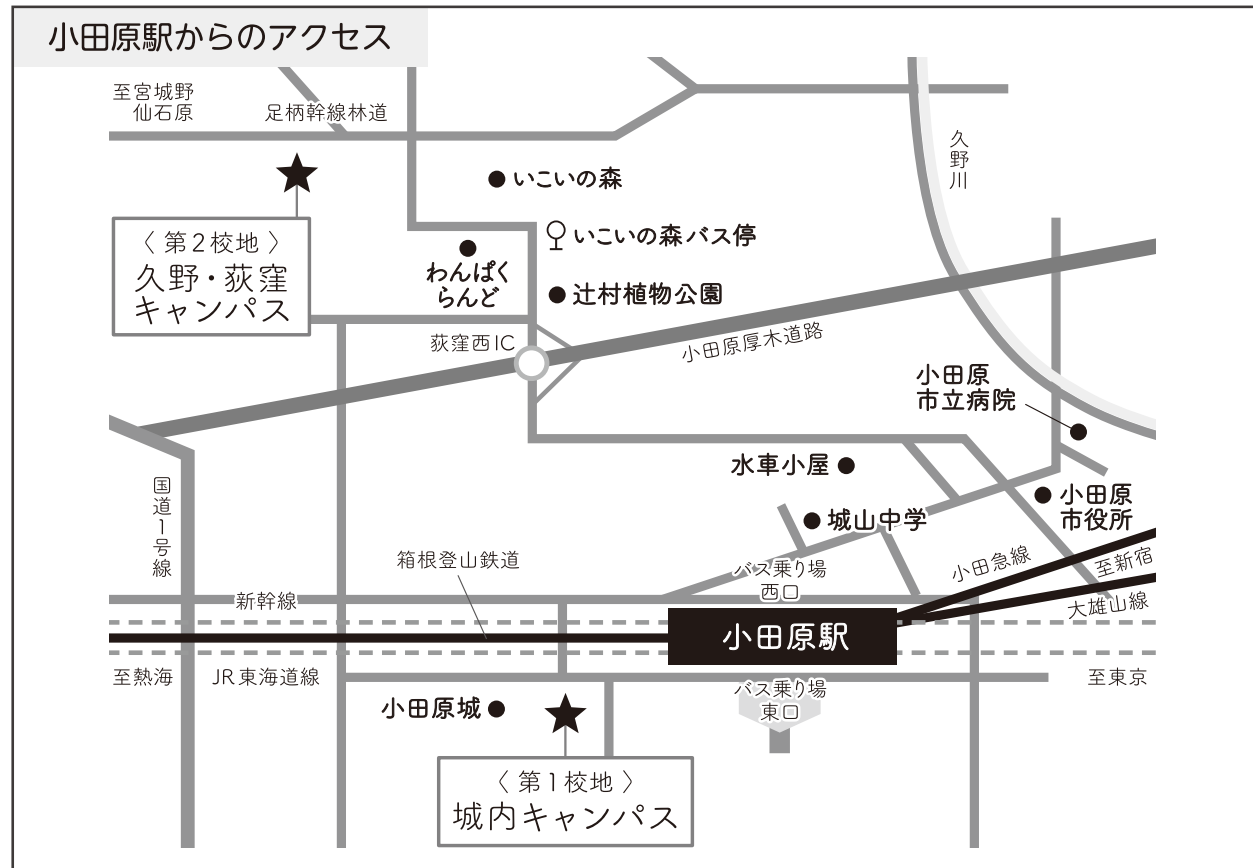 小田原駅からのアクセス
至宮城野
仙石原
足柄幹線林道
久野川
いこいの森
いこいの森バス停
〈 第2校地 〉
久野・荻窪
キャンパス
わんぱく
らんど
辻村植物公園
荻窪西IC
小田原厚木道路
小田原
市立病院
水車小屋
国道1号線
小田原
市役所
城山中学
箱根登山鉄道
バス乗り場
西口
小田急線
至新宿
新幹線
大雄山線
小田原駅
至熱海
JR東海道線
至東京
バス乗り場
東口
小田原城
〈 第1校地 〉
城内キャンパス